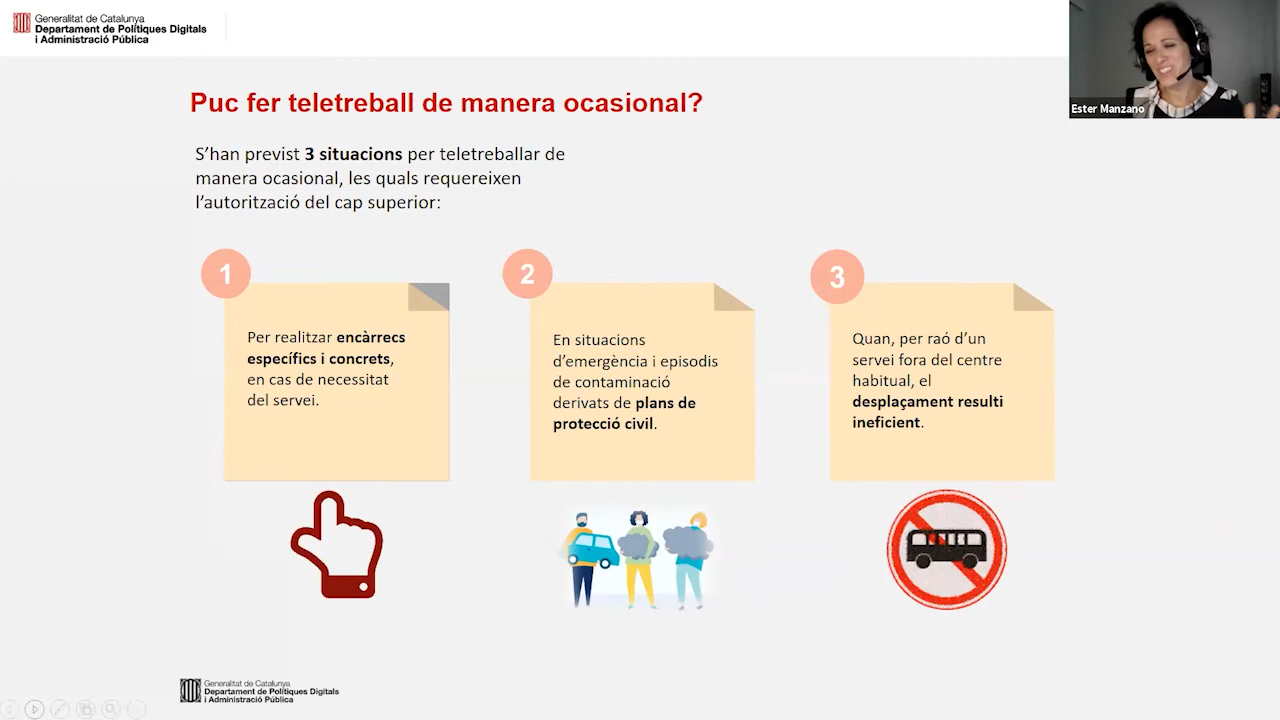 Generalitat de Catalunya
Departament de Polítiques Digitals
i Administració Pública
Ester Manzano
Puc fer teletreball de manera ocasional?
S'han previst 3 situacions per teletreballar de
manera ocasional, les quals requereixen
l'autorització del cap superior:
1
Per realitzar encàrrecs
específics i concrets,
en cas de necessitat
del servei.
2
En situacions
d'emergència i episodis
de contaminació
derivats de plans de
protecció civil.
3
Quan, per raó d'un
servei fora del centre
habitual, el
desplaçament resulti
ineficient.
Generalitat de Catalunya
Departament de Polítiques Digitals
i Administració Pública